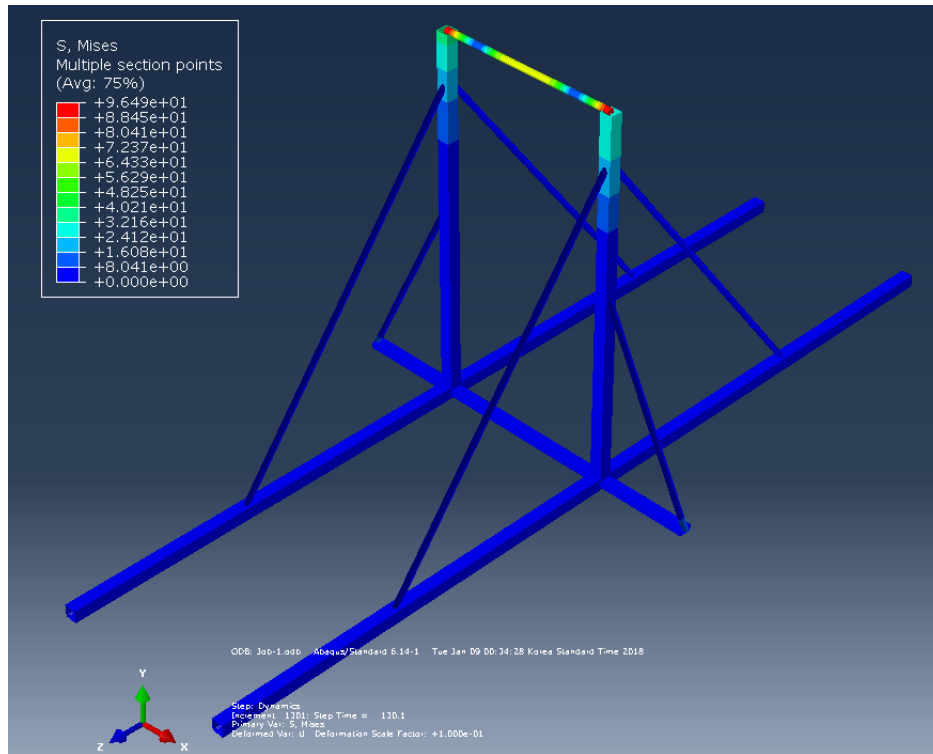 S, Mises
Multiple section points
(Avg: 75%)
+9.649e+01
+8.845e+01
+8.041e+01
+7.237e+01
+6.433e+01
+5.629e+01
+4.825e+01
+4.021e+01
+3.216e+01
+2.412e+01
+1.608e+01
+8.041e+00
+0.000e+00
ODB: Job-1.odb Abaqus/Standard 6.14-1 Tue Jan 09 00:34:28 Korea Standard Time 2018
Y
Z
X
Step: Dynamics
Increment 1301: Step Time = 130.1
Primary Var: S, Mises
Deformed Var: U Deformation Scale Factor: +1.000e-01